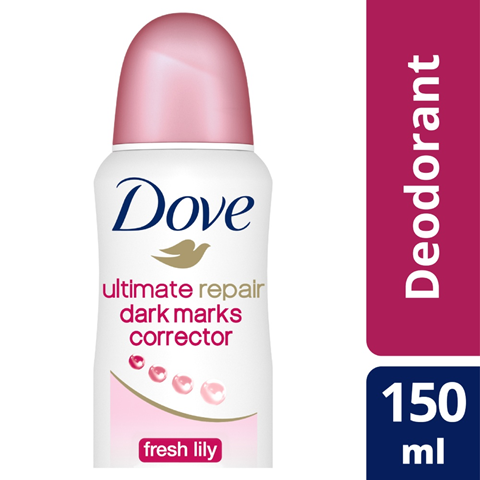 Dove
ultimate repair
dark marks
corrector
fresh lily
Deodorant
150
ml